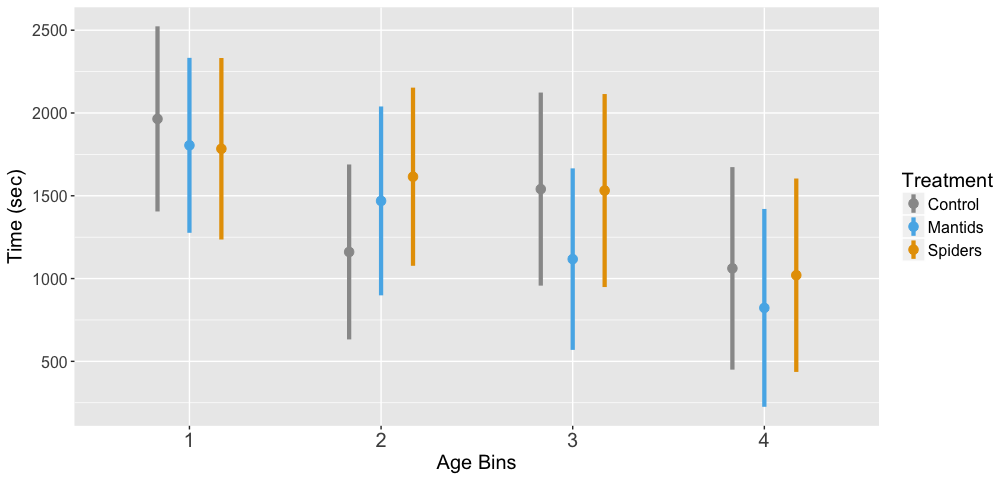 2500
2000
1500
1000
500
Time (sec)
1
2
3
4
Age Bins
Treatment
Control
Mantids
Spiders